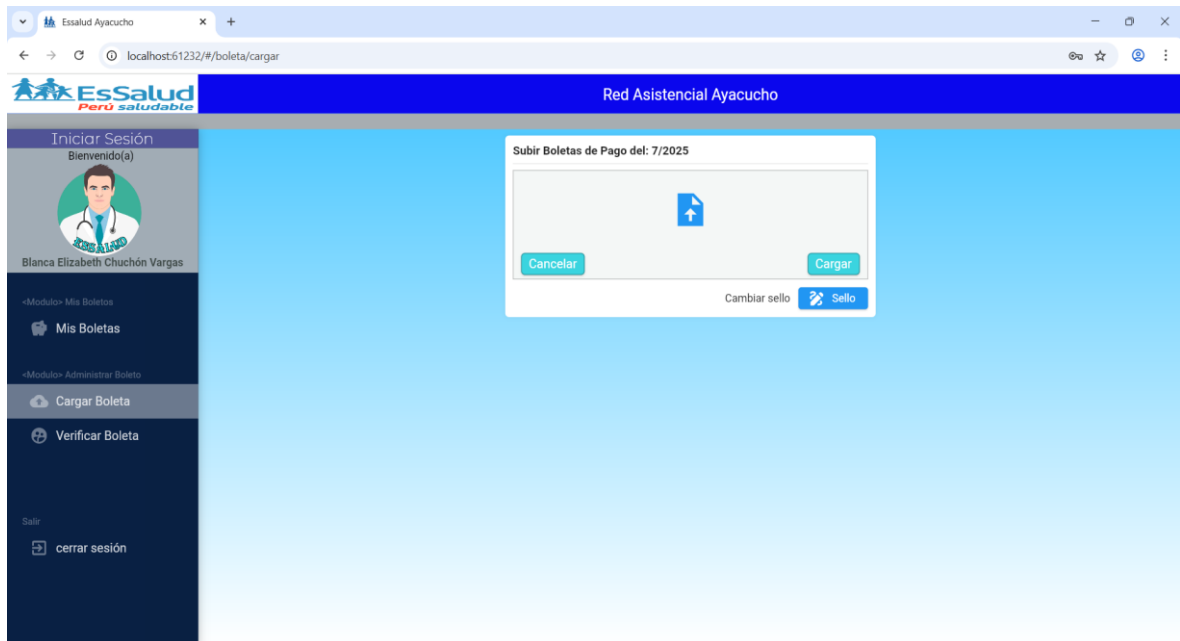 Essalud Ayacucho
localhost:61232/#/boleta/cargar
EsSalud
Perú saludable
Red Asistencial Ayacucho
Iniciar Sesión
Bienvenido(a)
ESSALUD
Blanca Elizabeth Chuchón Vargas
<Modulo> Mis Boletos
Mis Boletas
<Modulo> Administrar Boleto
Cargar Boleta
Verificar Boleta
Salir
cerrar sesión
Subir Boletas de Pago del: 7/2025
Cancelar
Cargar
Cambiar sello
Sello